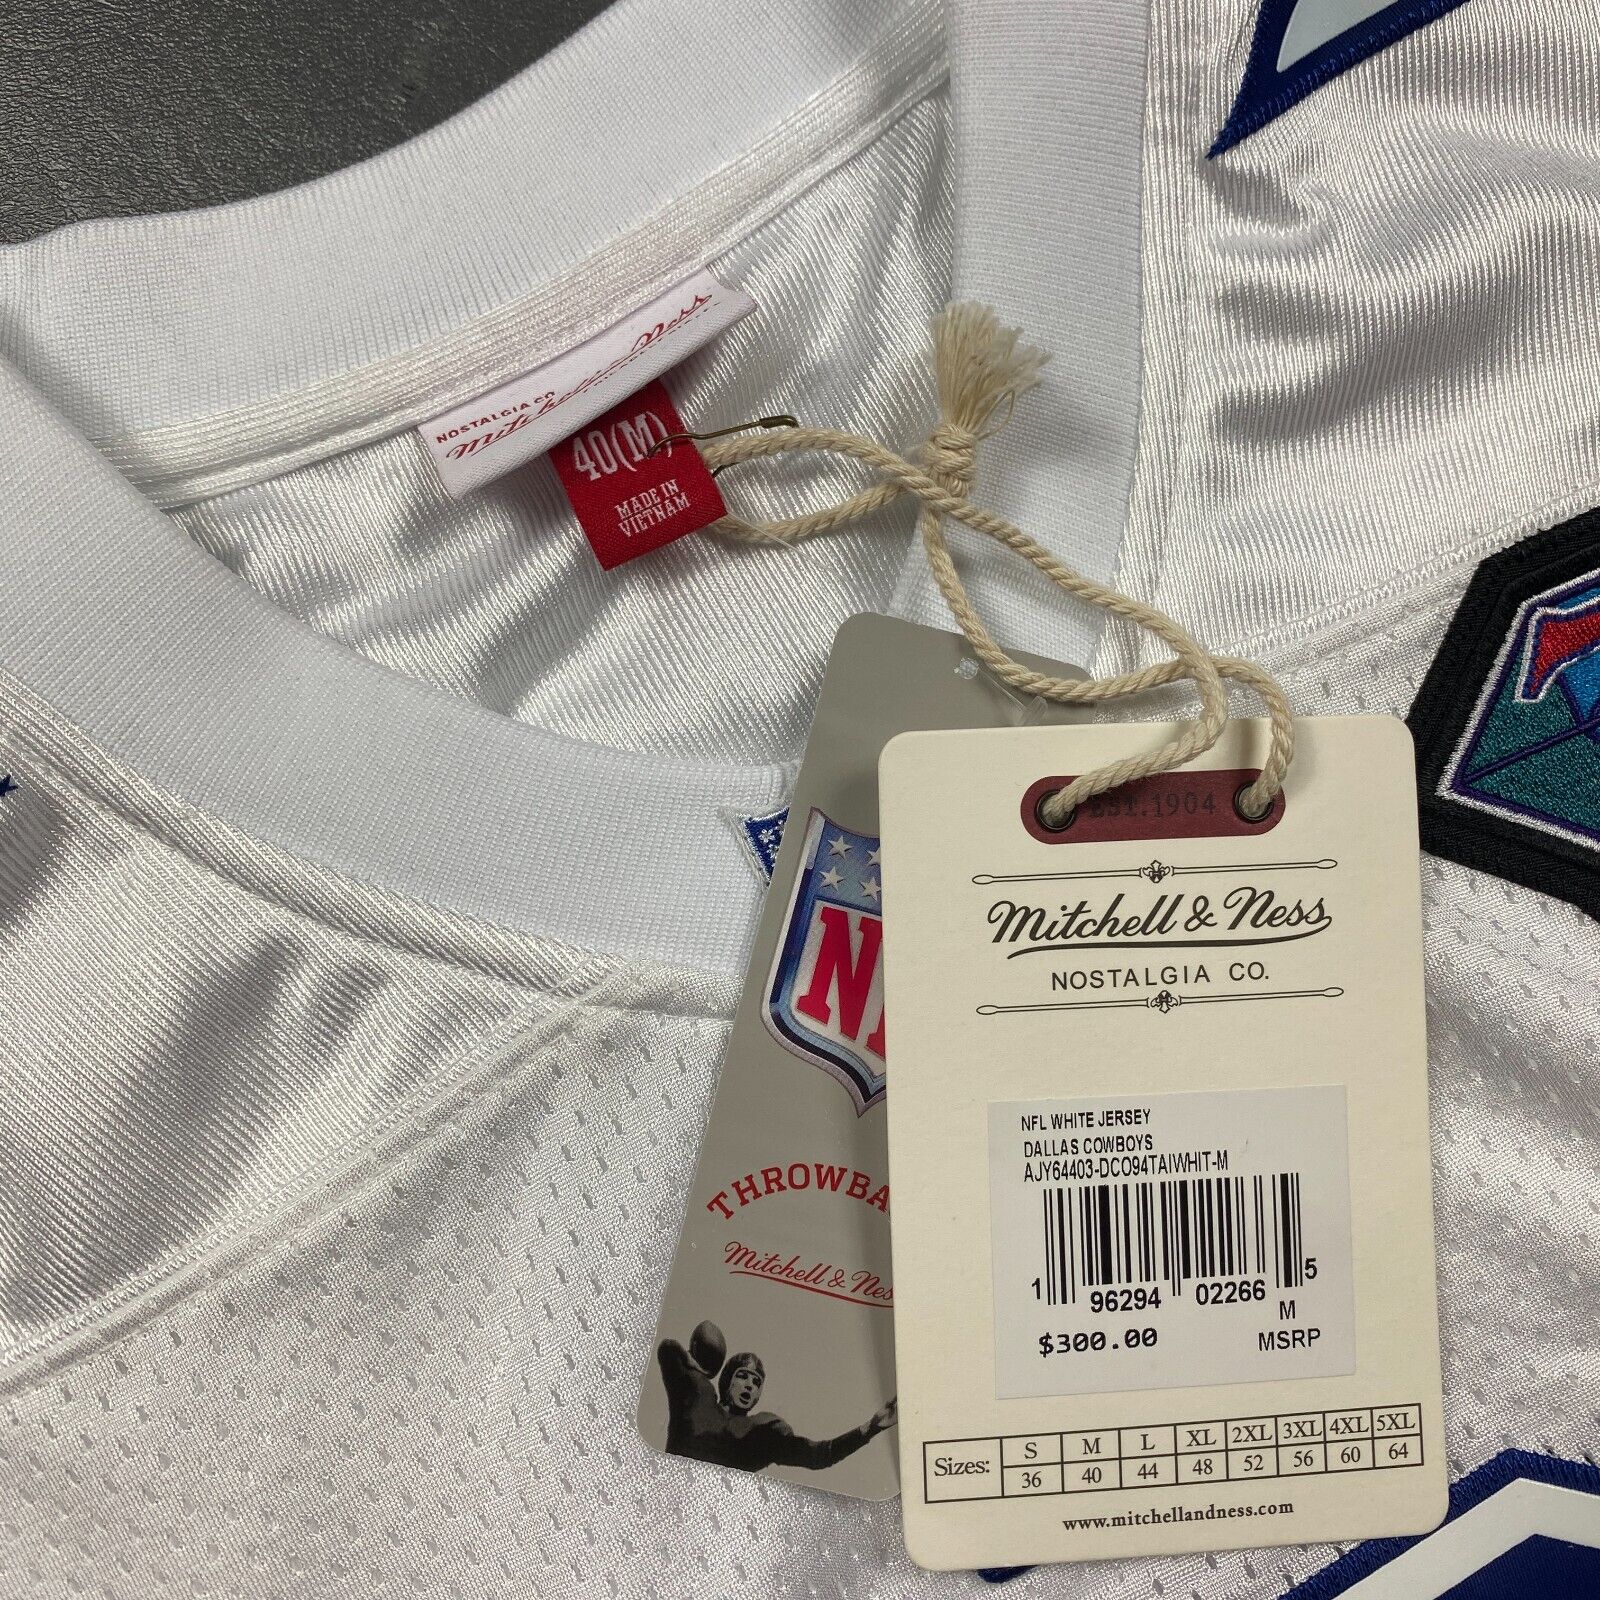 NOSTALGIA CO.
Mitchell & Ness
40(M)
MADE IN
VIETNAM
EST. 1904
Mitchell & Ness
NOSTALGIA CO.
NFL WHITE JERSEY
DALLAS COWBOYS
AJY64403-DCO94TAIWHIT-M
1 96294 02266 5
M
$300.00 MSRP
Sizes: S M L XL 2XL 3XL 4XL 5XL
36 40 44 48 52 56 60 64
www.mitchellandness.com
THROWBA
Mitchell & Nes